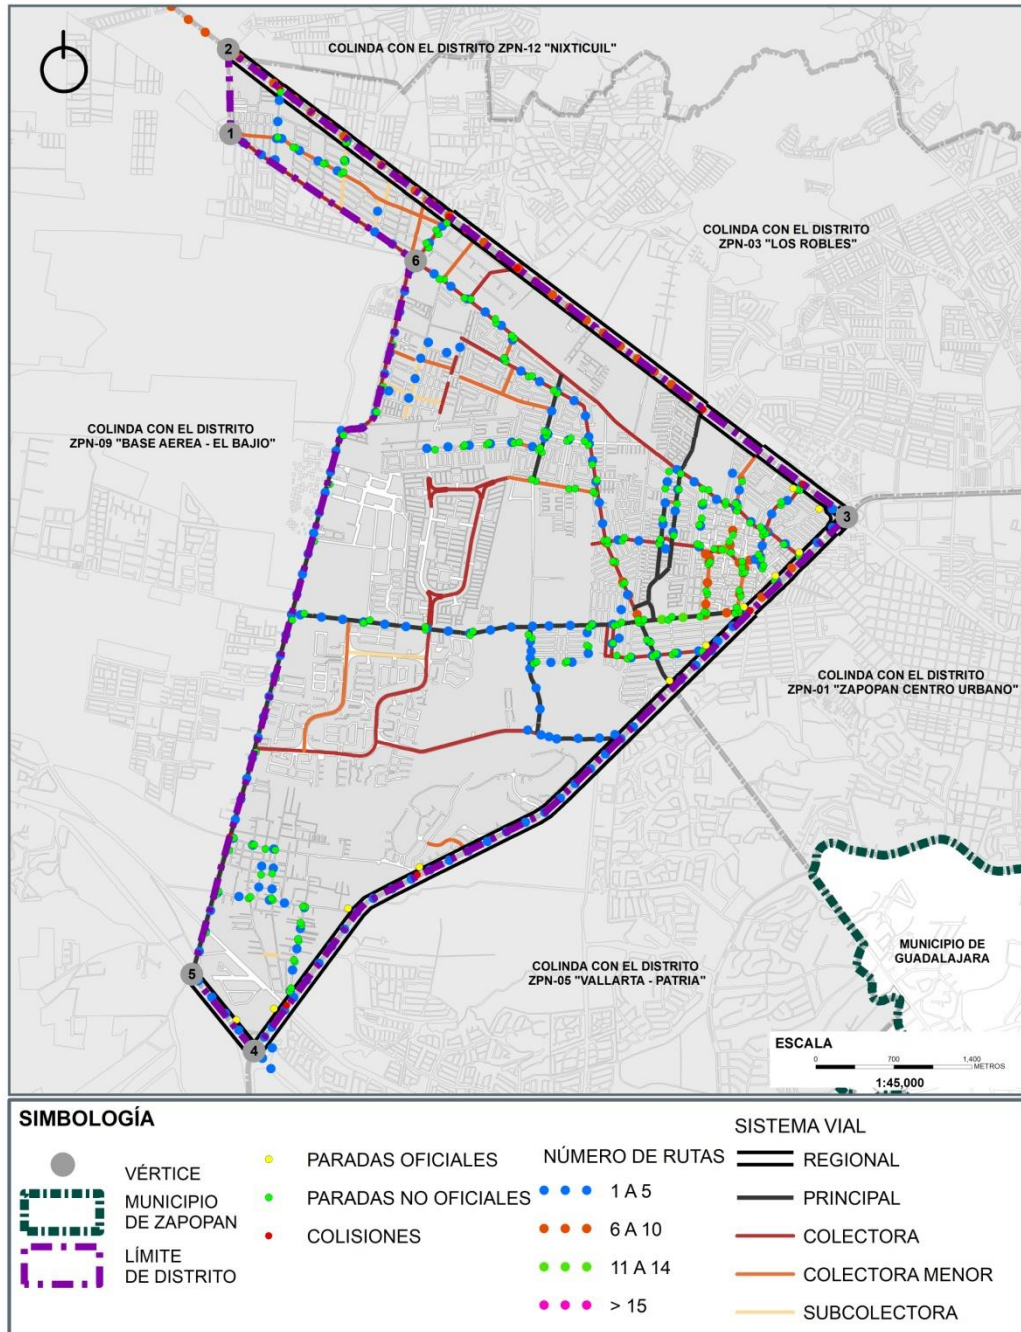 2
COLINDA CON EL DISTRITO ZPN-12 "NIXTICUIL"
1
COLINDA CON EL DISTRITO
ZPN-03 "LOS ROBLES"
6
COLINDA CON EL DISTRITO
ZPN-09 "BASE AEREA - EL BAJIO"
3
COLINDA CON EL DISTRITO
ZPN-01 "ZAPOPAN CENTRO URBANO"
5
COLINDA CON EL DISTRITO
ZPN-05 "VALLARTA - PATRIA"
MUNICIPIO DE
GUADALAJARA
4
ESCALA
0 700 1,400
METROS
1:45,000
SIMBOLOGÍA
VÉRTICE
MUNICIPIO
DE ZAPOPAN
LÍMITE
DE DISTRITO
PARADAS OFICIALES
PARADAS NO OFICIALES
COLISIONES
NÚMERO DE RUTAS
1 A 5
6 A 10
11 A 14
> 15
SISTEMA VIAL
REGIONAL
PRINCIPAL
COLECTORA
COLECTORA MENOR
SUBCOLECTORA